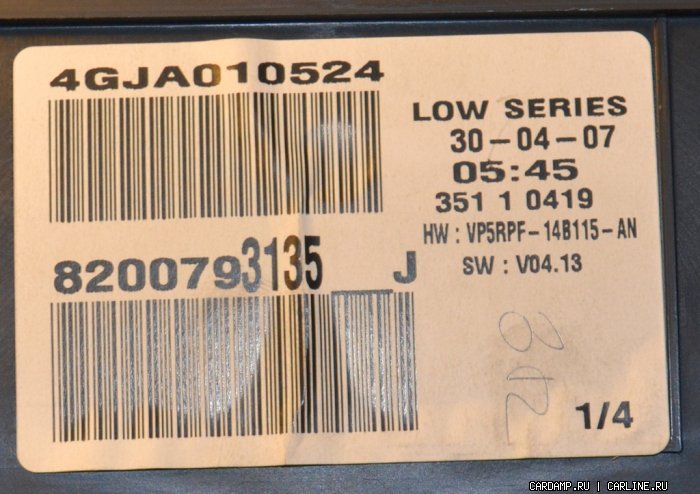 4GJA010524
LOW SERIES
30-04-07
05:45
351 1 0419
HW : VP5RPF-14B115-AN
8200793135__J
SW : V04.13
1/4
CARDAMP.RU | CARLINE.RU